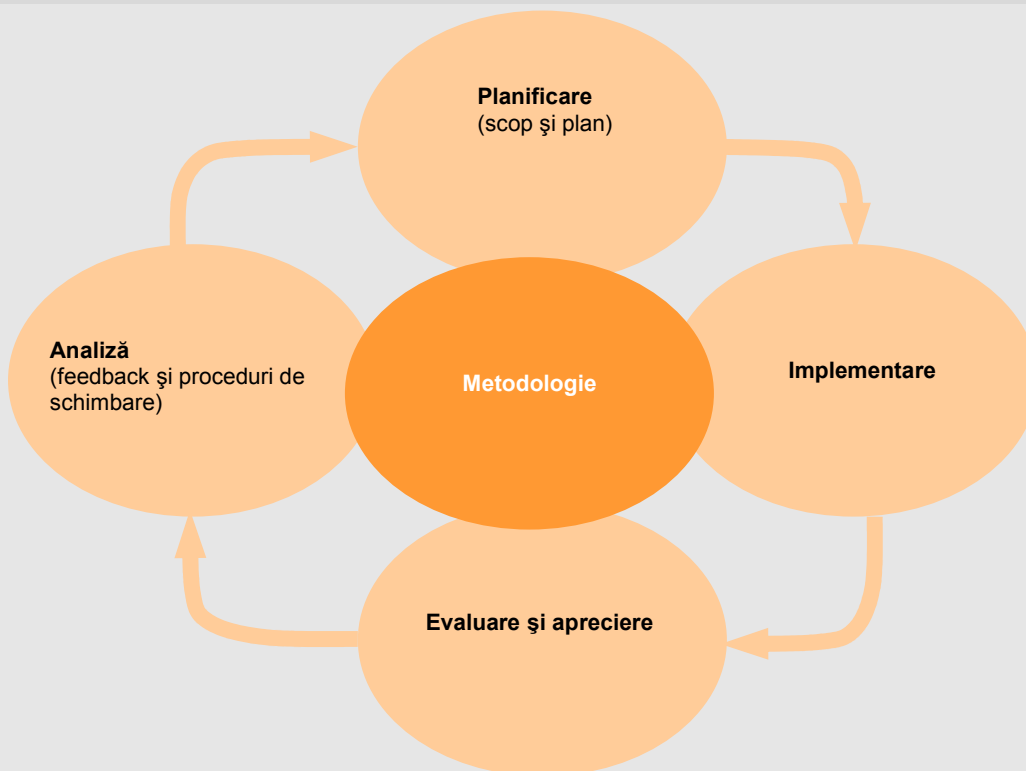 Planificare
(scop şi plan)
Analiză
(feedback şi proceduri de
schimbare)
Metodologie
Implementare
Evaluare şi apreciere